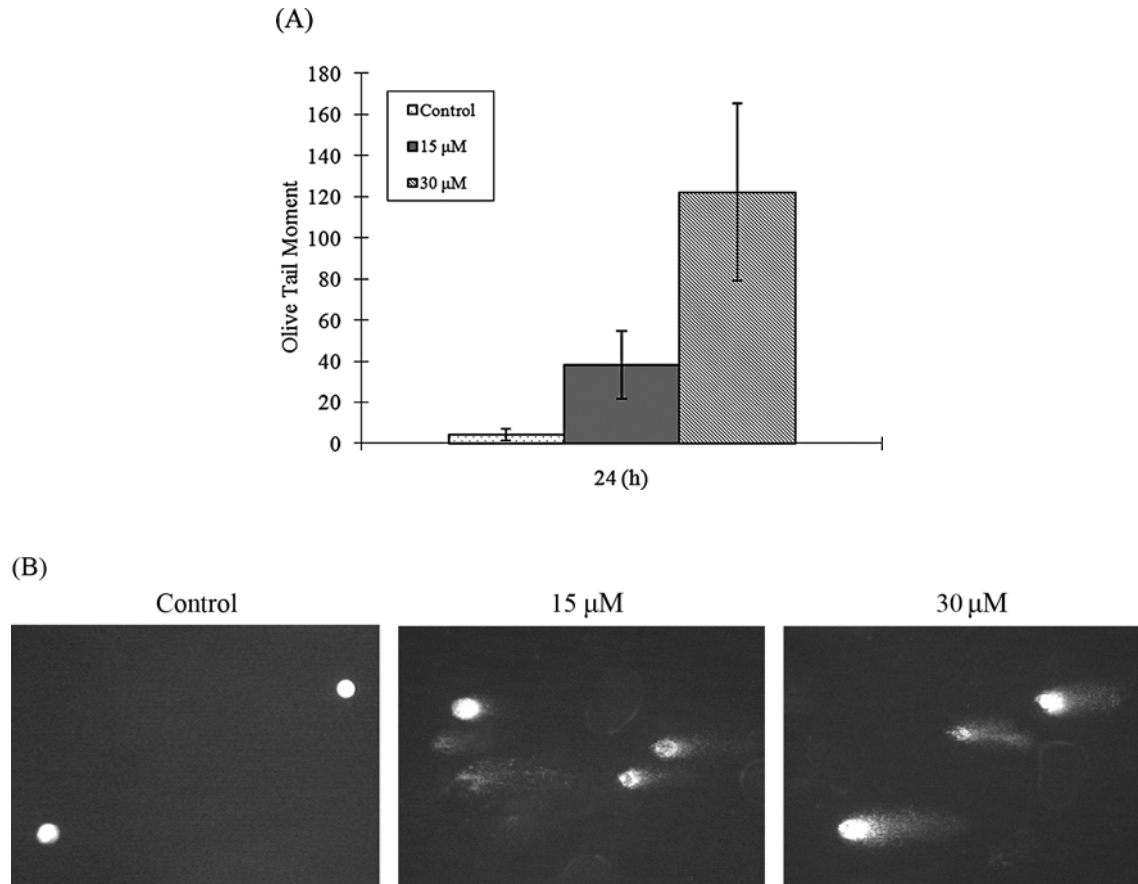 (A)
180
160
140
120
100
80
60
40
20
0
Olive Tail Moment
Control
15 μM
30 μM
24 (h)
(B)
Control 15 μM 30 μM